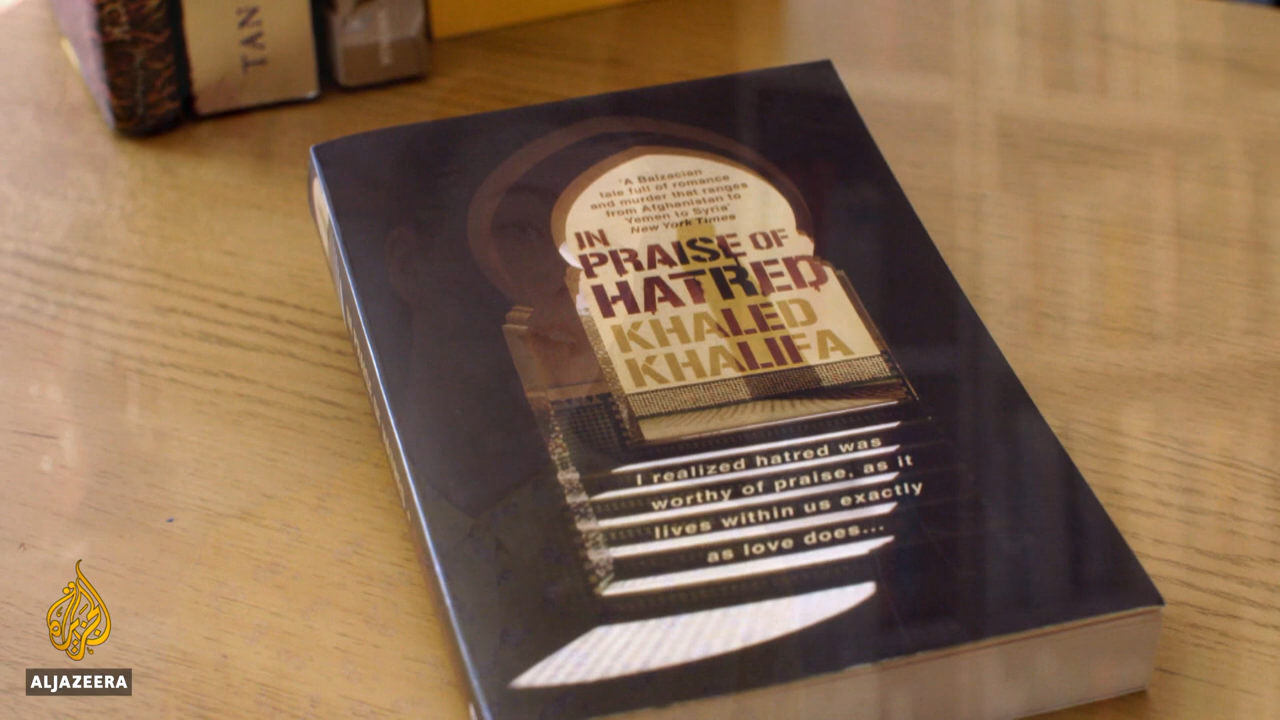 TAN
'A Balzacian
tale full of romance
and murder that ranges
from Afghanistan to
Yemen to Syria'
New York Times
IN
PRAISE OF
HATRED
KHALED
KHALIFA
I realized hatred was
worthy of praise, as it
lives within us exactly
as love does...
الجزيرة
ALJAZEERA